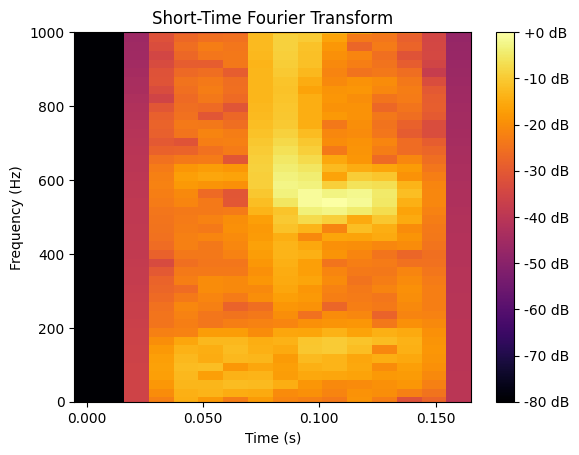 Short-Time Fourier Transform
1000
800
600
400
200
0
Frequency (Hz)
0.000
0.050
0.100
0.150
Time (s)
+0 dB
-10 dB
-20 dB
-30 dB
-40 dB
-50 dB
-60 dB
-70 dB
-80 dB